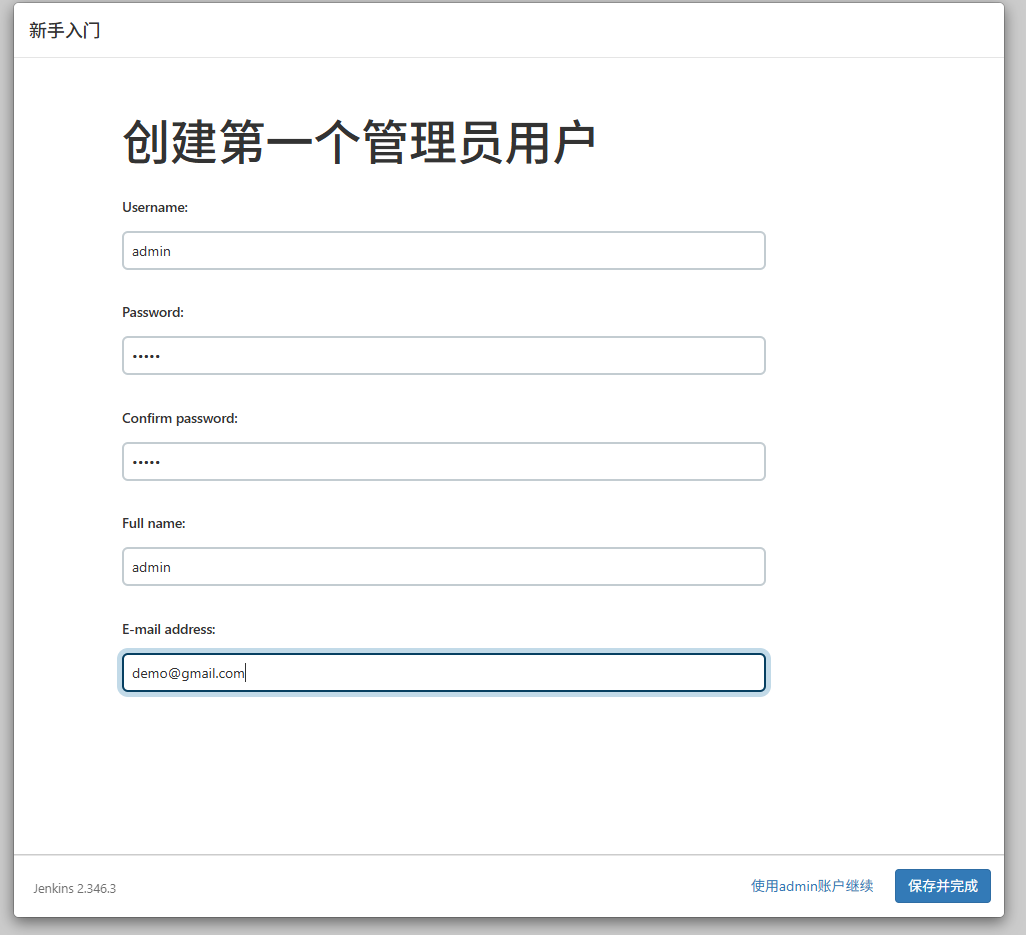 新手入门
创建第一个管理员用户
Username:
admin
Password:
•••••
Confirm password:
•••••
Full name:
admin
E-mail address:
demo@gmail.com
Jenkins 2.346.3
使用admin账户继续
保存并完成